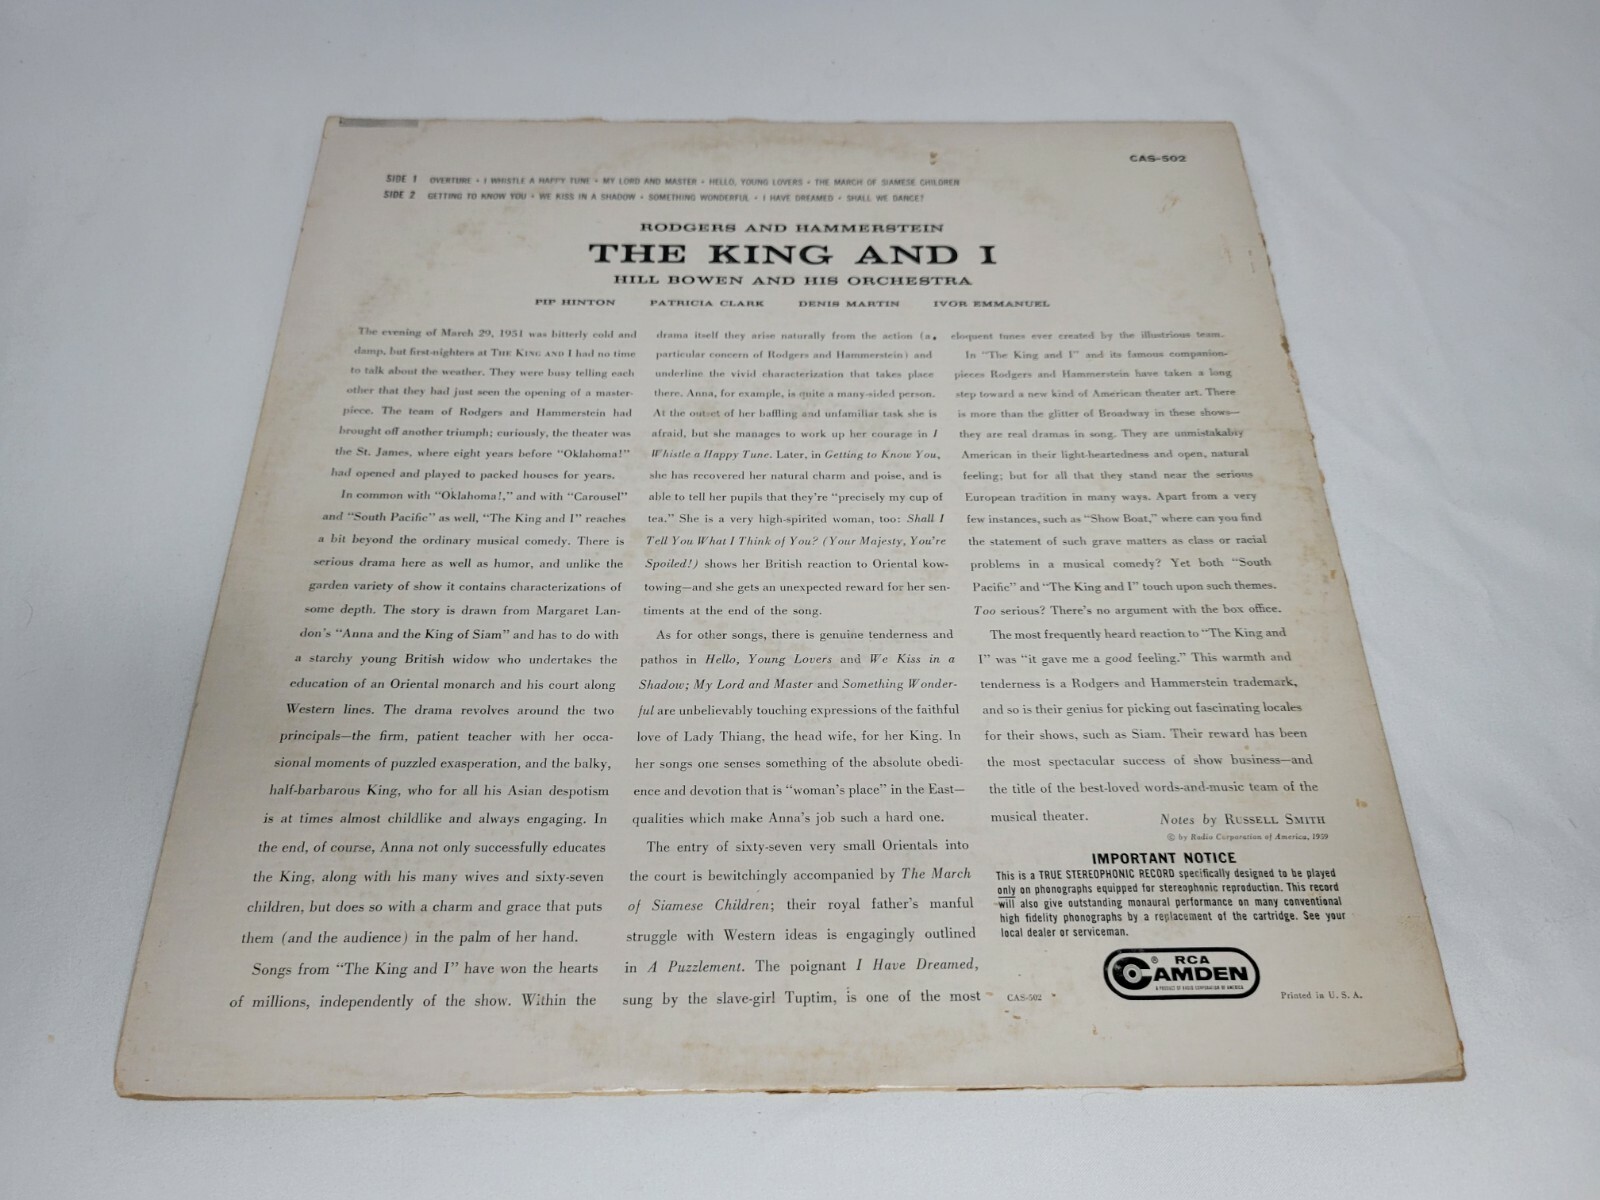 CAS-502
SIDE 1 OVERTURE • I WHISTLE A HAPPY TUNE • MY LORD AND MASTER • HELLO, YOUNG LOVERS • THE MARCH OF SIAMESE CHILDREN
SIDE 2 GETTING TO KNOW YOU • WE KISS IN A SHADOW • SOMETHING WONDERFUL • I HAVE DREAMED • SHALL WE DANCE?
RODGERS AND HAMMERSTEIN
THE KING AND I
HILL BOWEN AND HIS ORCHESTRA
PIP HINTON PATRICIA CLARK DENIS MARTIN IVOR EMMANUEL
The evening of March 29, 1951 was bitterly cold and
damp, but first-nighters at THE KING AND I had no time
to talk about the weather. They were busy telling each
other that they had just seen the opening of a master-
piece. The team of Rodgers and Hammerstein had
brought off another triumph; curiously, the theater was
the St. James, where eight years before "Oklahoma!"
had opened and played to packed houses for years.
In common with "Oklahoma!," and with "Carousel"
and "South Pacific" as well, "The King and I" reaches
a bit beyond the ordinary musical comedy. There is
serious drama here as well as humor, and unlike the
garden variety of show it contains characterizations of
some depth. The story is drawn from Margaret Lan-
don's "Anna and the King of Siam" and has to do with
a starchy young British widow who undertakes the
education of an Oriental monarch and his court along
Western lines. The drama revolves around the two
principals—the firm, patient teacher with her occa-
sional moments of puzzled exasperation, and the balky,
half-barbarous King, who for all his Asian despotism
is at times almost childlike and always engaging. In
the end, of course, Anna not only successfully educates
the King, along with his many wives and sixty-seven
children, but does so with a charm and grace that puts
them (and the audience) in the palm of her hand.
Songs from "The King and I" have won the hearts
of millions, independently of the show. Within the
drama itself they arise naturally from the action (a
particular concern of Rodgers and Hammerstein) and
underline the vivid characterization that takes place
there. Anna, for example, is quite a many-sided person.
At the outset of her baffling and unfamiliar task she is
afraid, but she manages to work up her courage in I
Whistle a Happy Tune. Later, in Getting to Know You,
she has recovered her natural charm and poise, and is
able to tell her pupils that they're "precisely my cup of
tea." She is a very high-spirited woman, too: Shall I
Tell You What I Think of You? (Your Majesty, You're
Spoiled!) shows her British reaction to Oriental kow-
towing—and she gets an unexpected reward for her sen-
timents at the end of the song.
As for other songs, there is genuine tenderness and
pathos in Hello, Young Lovers and We Kiss in a
Shadow; My Lord and Master and Something Wonder-
ful are unbelievably touching expressions of the faithful
love of Lady Thiang, the head wife, for her King. In
her songs one senses something of the absolute obedi-
ence and devotion that is "woman's place" in the East—
qualities which make Anna's job such a hard one.
The entry of sixty-seven very small Orientals into
the court is bewitchingly accompanied by The March
of Siamese Children; their royal father's manful
struggle with Western ideas is engagingly outlined
in A Puzzlement. The poignant I Have Dreamed,
sung by the slave-girl Tuptim, is one of the most
eloquent tunes ever created by the illustrious team.
In "The King and I" and its famous companion-
pieces Rodgers and Hammerstein have taken a long
step toward a new kind of American theater art. There
is more than the glitter of Broadway in these shows—
they are real dramas in song. They are unmistakably
American in their light-heartedness and open, natural
feeling; but for all that they stand near the serious
European tradition in many ways. Apart from a very
few instances, such as "Show Boat," where can you find
the statement of such grave matters as class or racial
problems in a musical comedy? Yet both "South
Pacific" and "The King and I" touch upon such themes.
Too serious? There's no argument with the box office.
The most frequently heard reaction to "The King and
I" was "it gave me a good feeling." This warmth and
tenderness is a Rodgers and Hammerstein trademark,
and so is their genius for picking out fascinating locales
for their shows, such as Siam. Their reward has been
the most spectacular success of show business—and
the title of the best-loved words-and-music team of the
musical theater.
Notes by RUSSELL SMITH
© by Radio Corporation of America, 1959
IMPORTANT NOTICE
This is a TRUE STEREOPHONIC RECORD specifically designed to be played
only on phonographs equipped for stereophonic reproduction. This record
will also give outstanding monaural performance on many conventional
high fidelity phonographs by a replacement of the cartridge. See your
local dealer or serviceman.
® RCA
CAMDEN
A PRODUCT OF RADIO CORPORATION OF AMERICA
CAS-502
Printed in U. S. A.